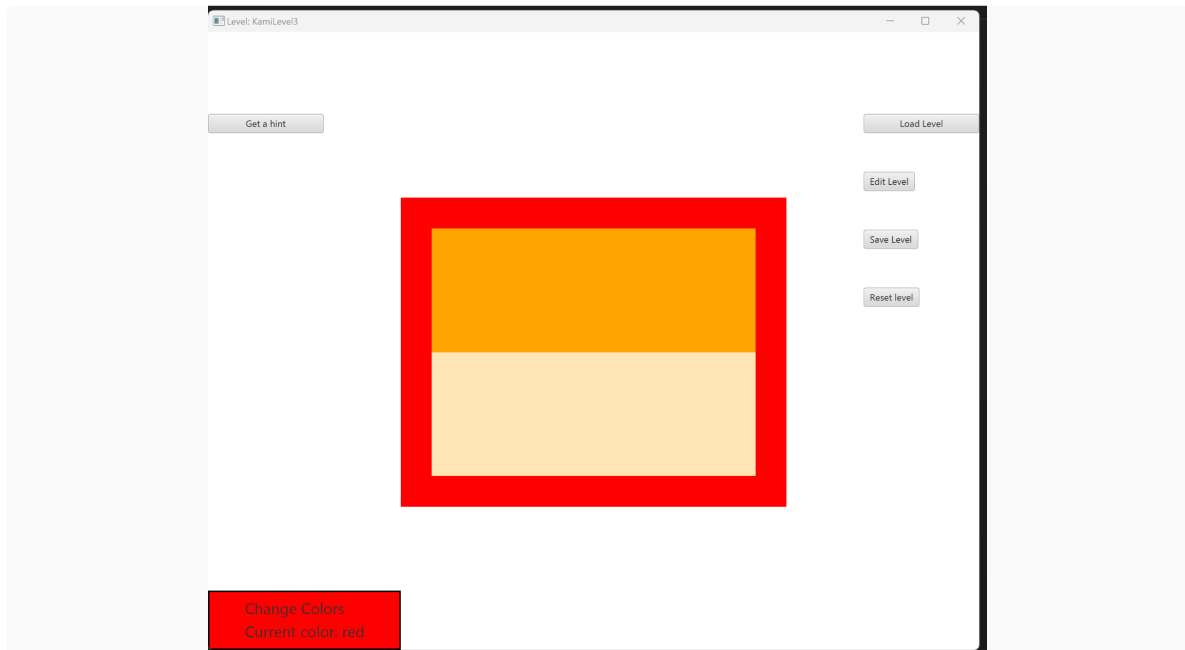 Level: KamiLevel3
Get a hint
Load Level
Edit Level
Save Level
Reset level
Change Colors
Current color: red